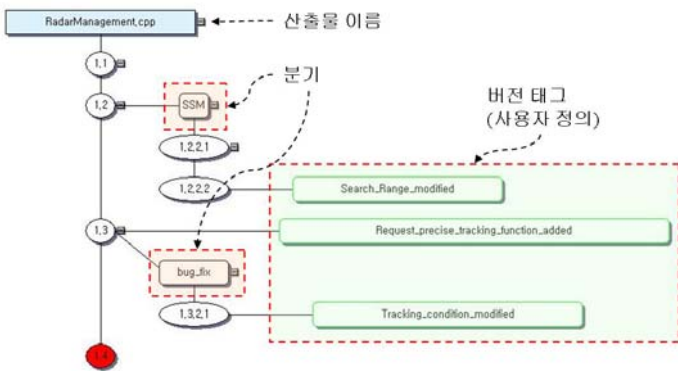 RadarManagement.cpp
산출물 이름
1.1
분기
1.2
SSM
버전 태그
(사용자 정의)
1.2.2.1
1.2.2.2
Search_Range_modified
1.3
Request_precise_tracking_function_added
bug_fix
1.3.2.1
Tracking_condition_modified
1.4